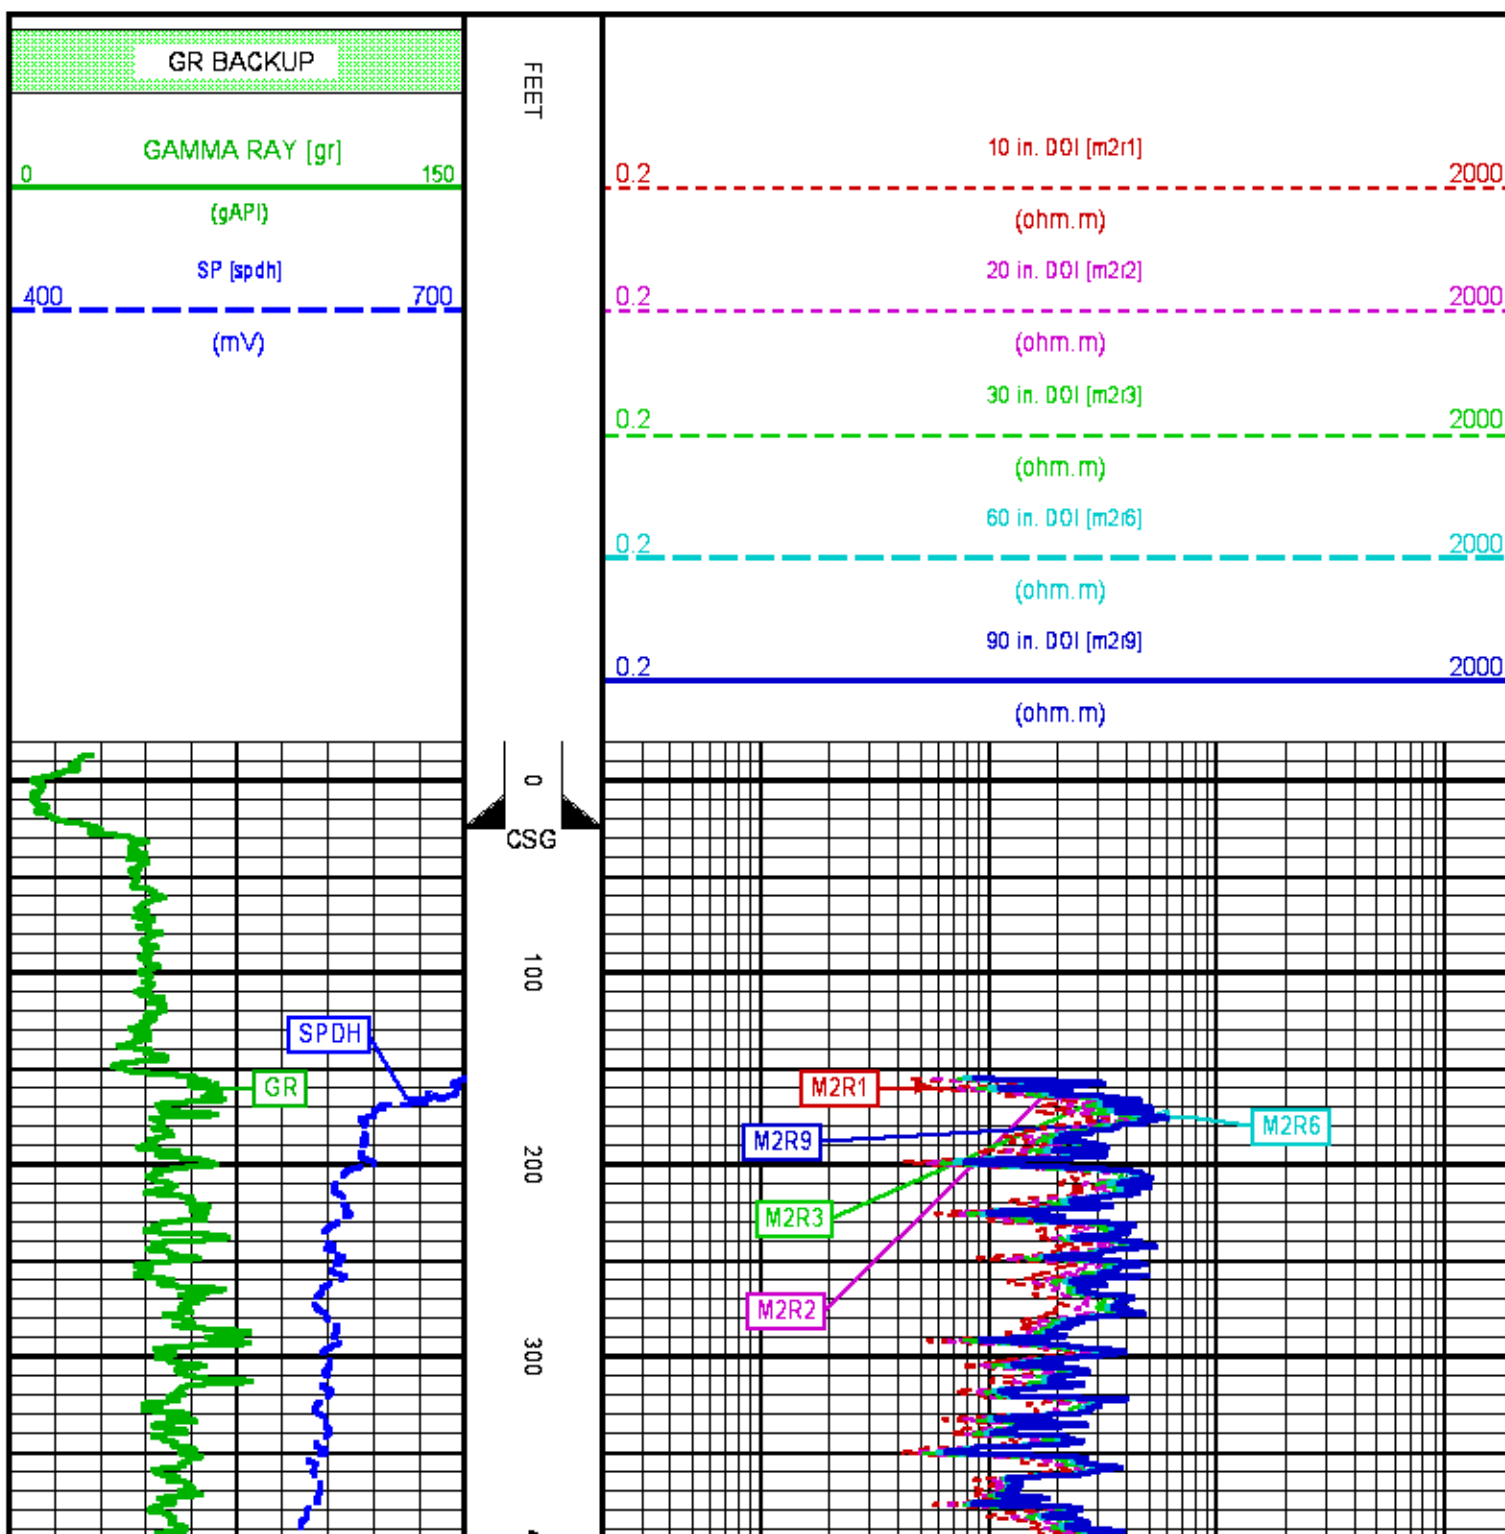 GR BACKUP
GAMMA RAY [gr]
0 150
(gAPI)
SP [spdh]
400 700
(mV)
FEET
10 in. DOI [m2r1]
0.2 2000
(ohm.m)
20 in. DOI [m2r2]
0.2 2000
(ohm.m)
30 in. DOI [m2r3]
0.2 2000
(ohm.m)
60 in. DOI [m2r6]
0.2 2000
(ohm.m)
90 in. DOI [m2r9]
0.2 2000
(ohm.m)
0
CSG
100
SPDH
GR
M2R1
M2R9
M2R6
200
M2R3
M2R2
300